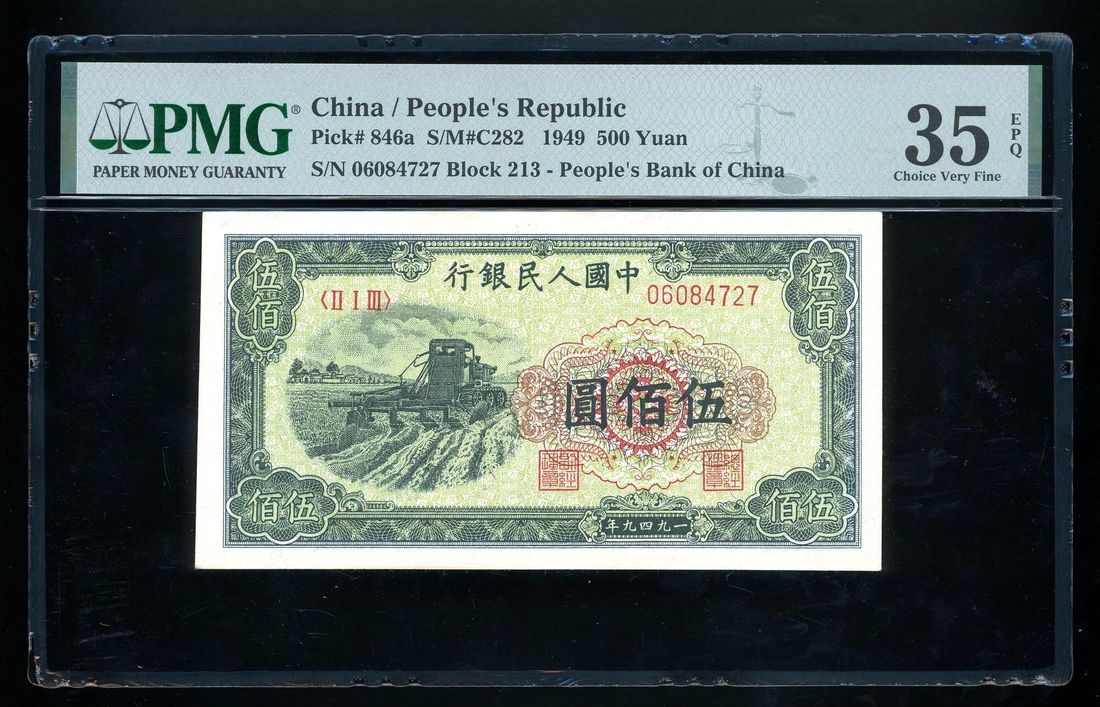 PMG®
PAPER MONEY GUARANTY
China / People's Republic
Pick# 846a S/M#C282 1949 500 Yuan
S/N 06084727 Block 213 - People's Bank of China
35
EPQ
Choice Very Fine
行銀民人國中
伍佰
伍佰
〈II I III〉
06084727
圓佰伍
佰伍
佰伍
年九四九一